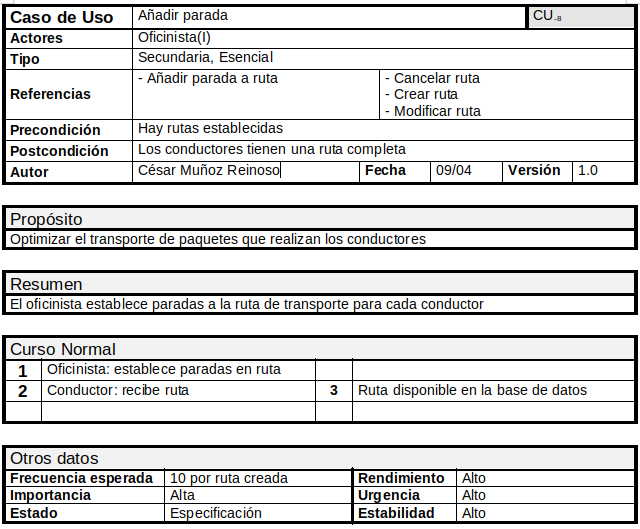 Caso de Uso Añadir parada CU-8
Actores Oficinista(I)
Tipo Secundaria, Esencial
Referencias - Añadir parada a ruta - Cancelar ruta
- Crear ruta
- Modificar ruta
Precondición Hay rutas establecidas
Postcondición Los conductores tienen una ruta completa
Autor César Muñoz Reinoso Fecha 09/04 Versión 1.0
Propósito
Optimizar el transporte de paquetes que realizan los conductores
Resumen
El oficinista establece paradas a la ruta de transporte para cada conductor
Curso Normal
1 Oficinista: establece paradas en ruta
2 Conductor: recibe ruta 3 Ruta disponible en la base de datos
Otros datos
Frecuencia esperada 10 por ruta creada Rendimiento Alto
Importancia Alta Urgencia Alto
Estado Especificación Estabilidad Alto